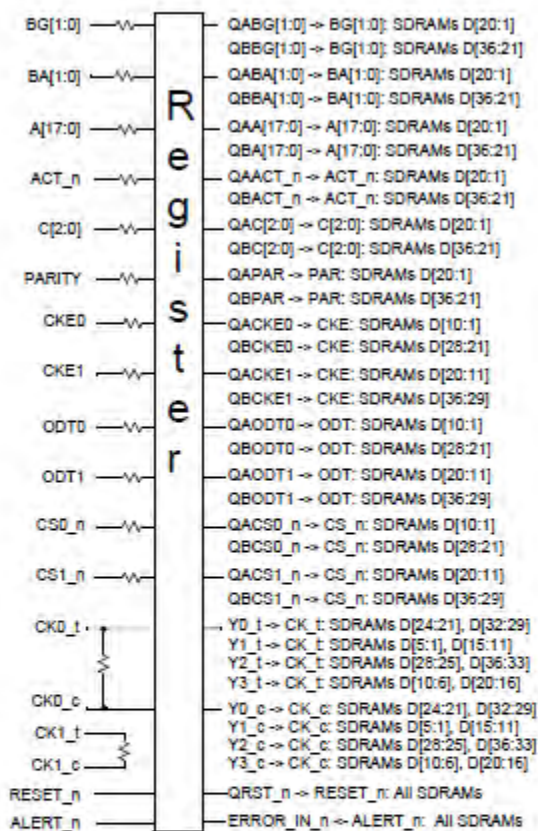 BG[1:0]
QABG[1:0] -> BG[1:0]: SDRAMs D[20:1]
QBBG[1:0] -> BG[1:0]: SDRAMs D[36:21]
BA[1:0]
QABA[1:0] -> BA[1:0]: SDRAMs D[20:1]
QBBA[1:0] -> BA[1:0]: SDRAMs D[36:21]
A[17:0]
QAA[17:0] -> A[17:0]: SDRAMs D[20:1]
QBA[17:0] -> A[17:0]: SDRAMs D[36:21]
ACT_n
QAACT_n -> ACT_n: SDRAMs D[20:1]
QBACT_n -> ACT_n: SDRAMs D[36:21]
C[2:0]
QAC[2:0] -> C[2:0]: SDRAMs D[20:1]
QBC[2:0] -> C[2:0]: SDRAMs D[36:21]
PARITY
QAPAR -> PAR: SDRAMs D[20:1]
QBPAR -> PAR: SDRAMs D[36:21]
CKE0
QACKE0 -> CKE: SDRAMs D[10:1]
QBCKE0 -> CKE: SDRAMs D[28:21]
CKE1
QACKE1 -> CKE: SDRAMs D[20:11]
QBCKE1 -> CKE: SDRAMs D[36:29]
ODT0
QAODT0 -> ODT: SDRAMs D[10:1]
QBODT0 -> ODT: SDRAMs D[28:21]
ODT1
QAODT1 -> ODT: SDRAMs D[20:11]
QBODT1 -> ODT: SDRAMs D[36:29]
CS0_n
QACS0_n -> CS_n: SDRAMs D[10:1]
QBCS0_n -> CS_n: SDRAMs D[28:21]
CS1_n
QACS1_n -> CS_n: SDRAMs D[20:11]
QBCS1_n -> CS_n: SDRAMs D[36:29]
CK0_t
Y0_t -> CK_t: SDRAMs D[24:21], D[32:29]
Y1_t -> CK_t: SDRAMs D[5:1], D[15:11]
Y2_t -> CK_t: SDRAMs D[28:25], D[36:33]
Y3_t -> CK_t: SDRAMs D[10:6], D[20:16]
CK0_c
Y0_c -> CK_c: SDRAMs D[24:21], D[32:29]
Y1_c -> CK_c: SDRAMs D[5:1], D[15:11]
Y2_c -> CK_c: SDRAMs D[28:25], D[36:33]
Y3_c -> CK_c: SDRAMs D[10:6], D[20:16]
CK1_t
CK1_c
RESET_n
QRST_n -> RESET_n: All SDRAMs
ALERT_n
ERROR_IN_n <- ALERT_n: All SDRAMs
Register